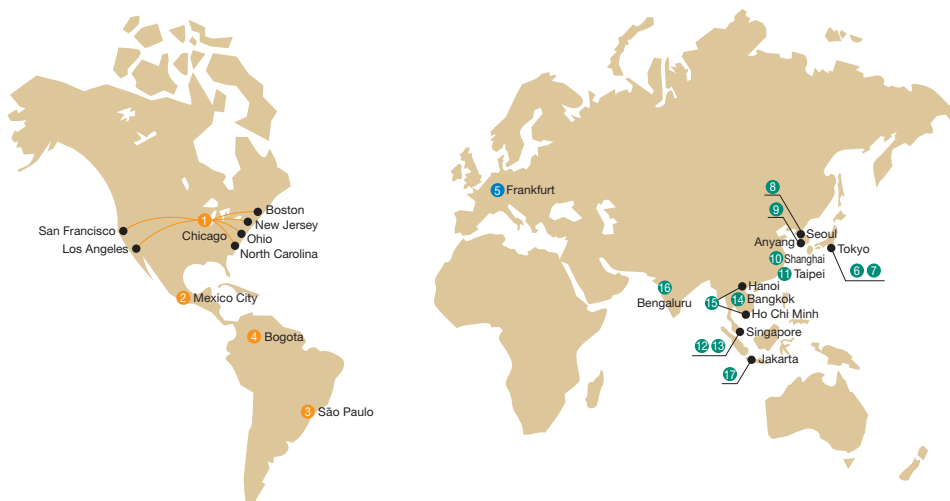 1
Chicago
Boston
New Jersey
Ohio
North Carolina
San Francisco
Los Angeles
2 Mexico City
4 Bogota
3 São Paulo
5 Frankfurt
8
9
Seoul
Anyang
Tokyo
6 7
10 Shanghai
11 Taipei
16
Bengaluru
Hanoi
15
14 Bangkok
Ho Chi Minh
Singapore
12 13
Jakarta
17